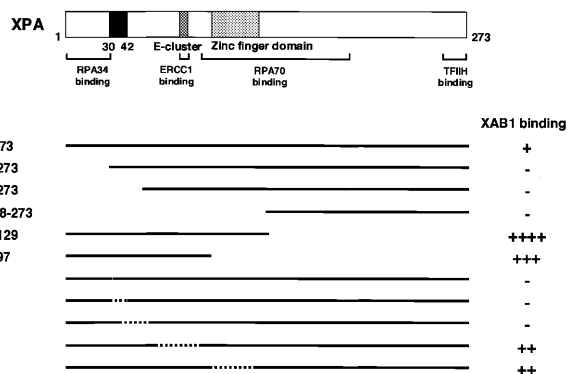 XPA
1 273
30 42 E-cluster Zinc finger domain
RPA34 binding
ERCC1 binding
RPA70 binding
TFIIH binding
XAB1 binding
73 +
273 -
273 -
8-273 -
129 ++++
97 +++
-
-
-
++
++